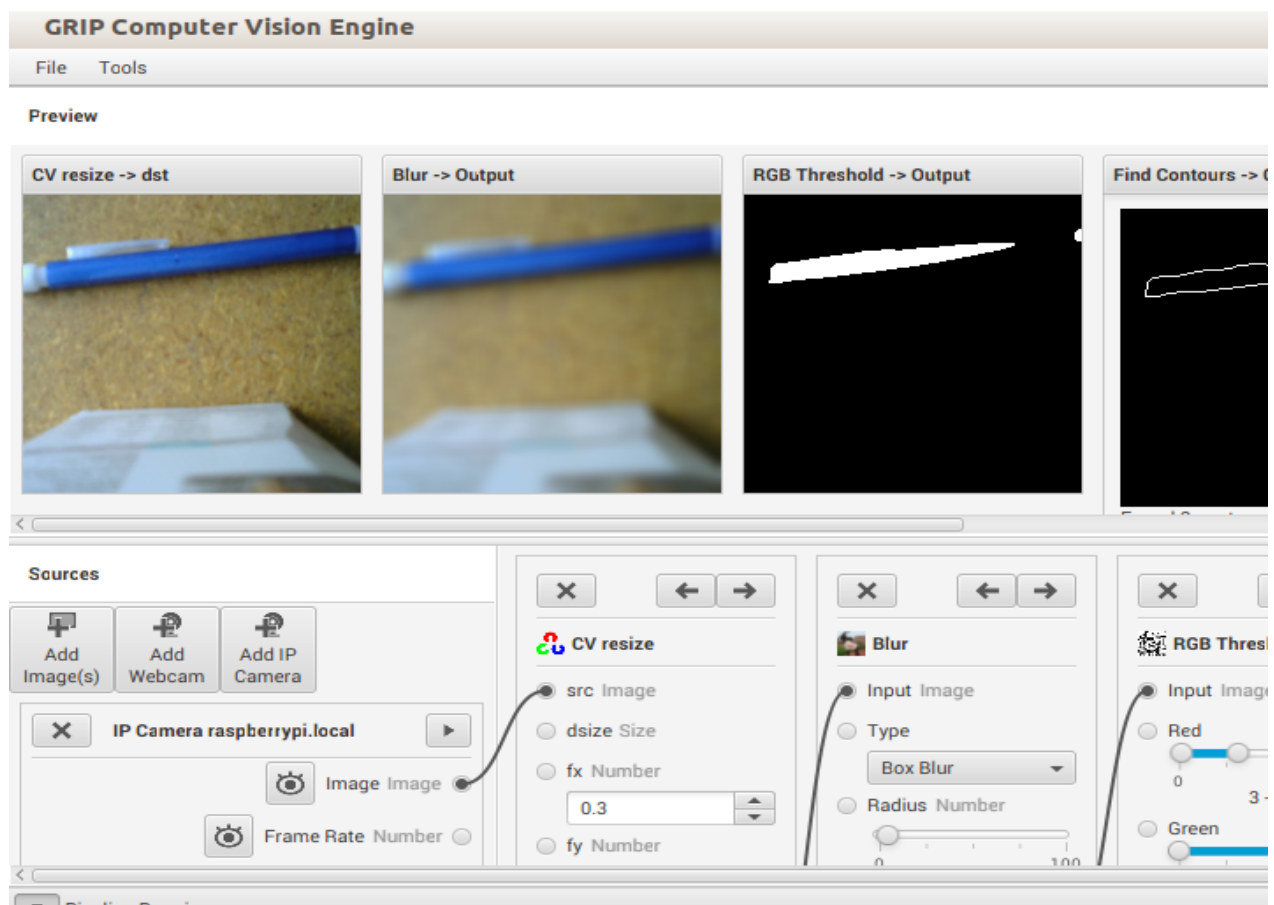 GRIP Computer Vision Engine
File Tools
Preview
CV resize -> dst
Blur -> Output
RGB Threshold -> Output
Find Contours ->
Sources
Add Image(s)
Add Webcam
Add IP Camera
IP Camera raspberrypi.local
Image Image
Frame Rate Number
CV resize
src Image
dsize Size
fx Number
0.3
fy Number
Blur
Input Image
Type
Box Blur
Radius Number
0 100
RGB
Input Image
Red
0
3 -
Green